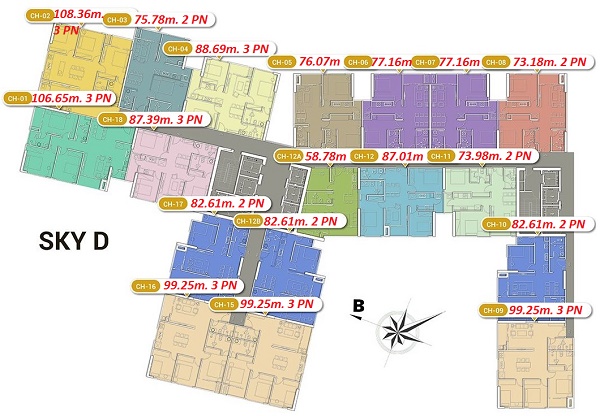 CH-02 108.36m. 3 PN
CH-03 75.78m. 2 PN
CH-04 88.69m. 3 PN
CH-05 76.07m
CH-06 77.16m
CH-07 77.16m
CH-08 73.18m. 2 PN
CH-01 106.65m. 3 PN
CH-18 87.39m. 3 PN
CH-12A 58.78m
CH-12 87.01m
CH-11 73.98m. 2 PN
CH-17 82.61m. 2 PN
CH-12B 82.61m. 2 PN
CH-10 82.61m. 2 PN
SKY D
CH-16 99.25m. 3 PN
CH-15 99.25m. 3 PN
B
CH-09 99.25m. 3 PN